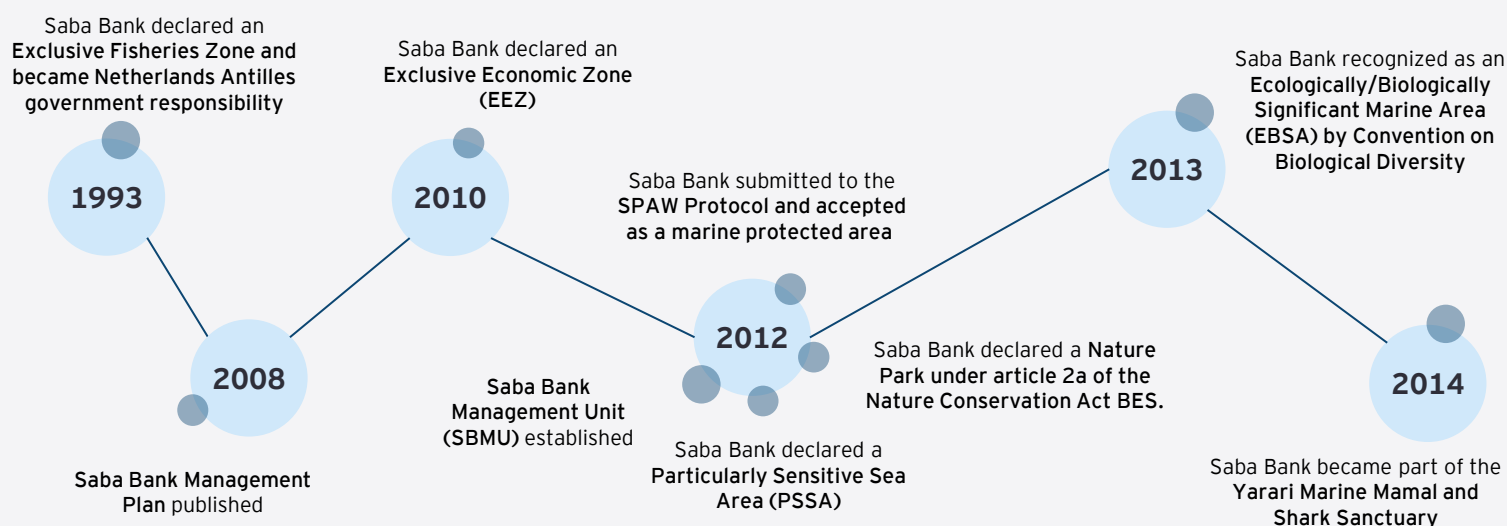 Saba Bank declared an
Exclusive Fisheries Zone and
became Netherlands Antilles
government responsibility
1993
2008
Saba Bank Management
Plan published
Saba Bank declared an
Exclusive Economic Zone
(EEZ)
2010
Saba Bank submitted to the
SPAW Protocol and accepted
as a marine protected area
2012
Saba Bank
Management Unit
(SBMU) established
Saba Bank declared a
Particularly Sensitive Sea
Area (PSSA)
Saba Bank declared a Nature
Park under article 2a of the
Nature Conservation Act BES.
Saba Bank recognized as an
Ecologically/Biologically
Significant Marine Area
(EBSA) by Convention on
Biological Diversity
2013
2014
Saba Bank became part of the
Yarari Marine Mamal and
Shark Sanctuary